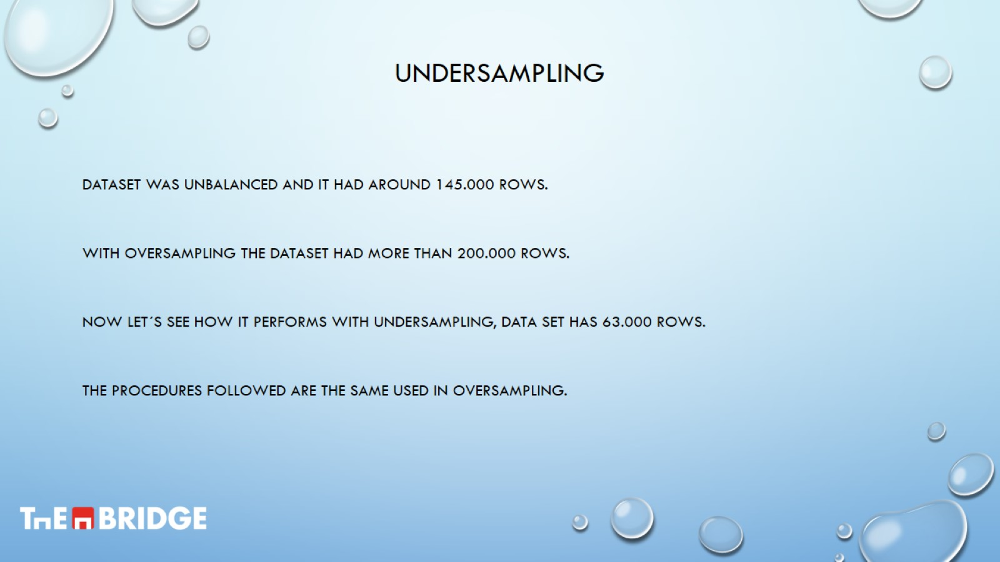 UNDERSAMPLING
DATASET WAS UNBALANCED AND IT HAD AROUND 145.000 ROWS.
WITH OVERSAMPLING THE DATASET HAD MORE THAN 200.000 ROWS.
NOW LET´S SEE HOW IT PERFORMS WITH UNDERSAMPLING, DATA SET HAS 63.000 ROWS.
THE PROCEDURES FOLLOWED ARE THE SAME USED IN OVERSAMPLING.
THE BRIDGE